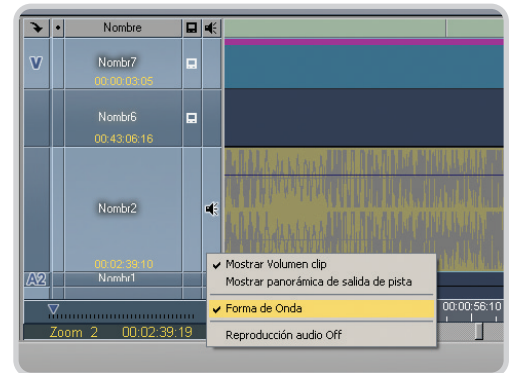 Nombre
V
Nombr7
00:00:03:05
Nombr6
00:43:06:16
Nombr2
00:02:39:10
A2
Nombr1
✓ Mostrar Volumen clip
Mostrar panorámica de salida de pista
✓ Forma de Onda
Reproducción audio Off
00:00:56:10
Zoom 2 00:02:39:19